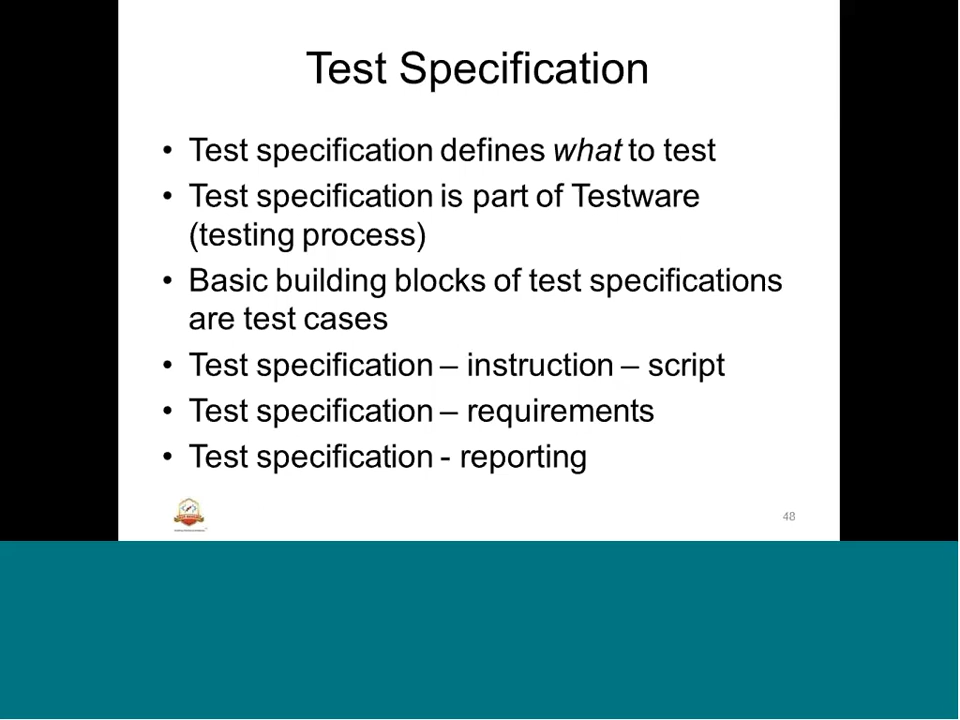 Test Specification
• Test specification defines what to test
• Test specification is part of Testware
(testing process)
• Basic building blocks of test specifications
are test cases
• Test specification – instruction – script
• Test specification – requirements
• Test specification - reporting
48